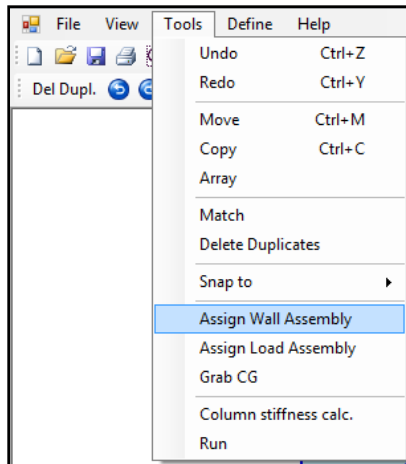 File View Tools Define Help
Del Dupl.
Undo Ctrl+Z
Redo Ctrl+Y
Move Ctrl+M
Copy Ctrl+C
Array
Match
Delete Duplicates
Snap to
Assign Wall Assembly
Assign Load Assembly
Grab CG
Column stiffness calc.
Run